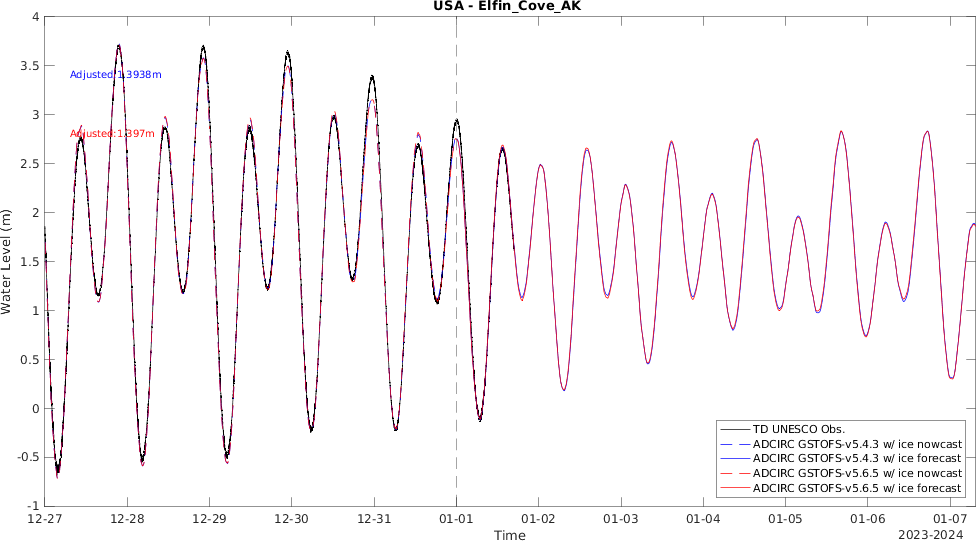 USA - Elfin_Cove_AK
4
3.5
3
2.5
2
1.5
1
0.5
0
-0.5
-1
Water Level (m)
Adjusted:1.3938m
Adjusted:1.397m
TD UNESCO Obs.
ADCIRC GSTOFS-v5.4.3 w/ ice nowcast
ADCIRC GSTOFS-v5.4.3 w/ ice forecast
ADCIRC GSTOFS-v5.6.5 w/ ice nowcast
ADCIRC GSTOFS-v5.6.5 w/ ice forecast
12-27 12-28 12-29 12-30 12-31 01-01 01-02 01-03 01-04 01-05 01-06 01-07
Time
2023-2024